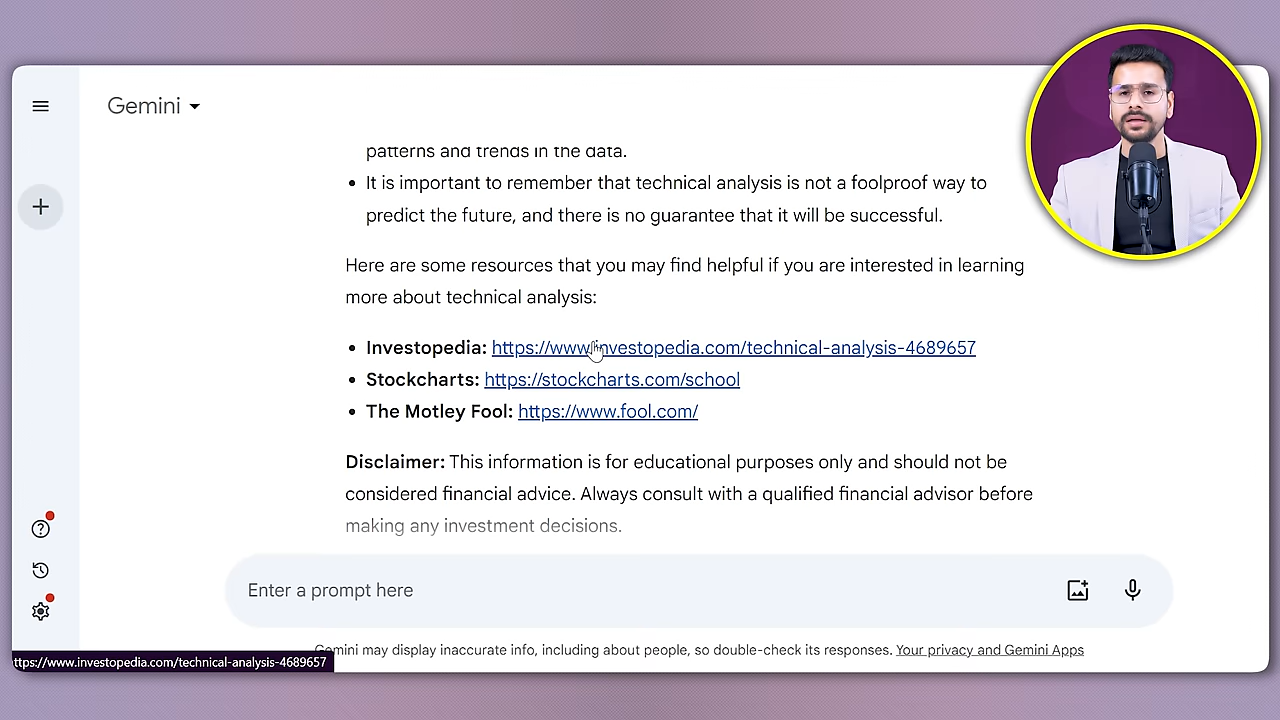 Gemini
patterns and trends in the data.
• It is important to remember that technical analysis is not a foolproof way to
predict the future, and there is no guarantee that it will be successful.
Here are some resources that you may find helpful if you are interested in learning
more about technical analysis:
• Investopedia: https://www.investopedia.com/technical-analysis-4689657
• Stockcharts: https://stockcharts.com/school
• The Motley Fool: https://www.fool.com/
Disclaimer: This information is for educational purposes only and should not be
considered financial advice. Always consult with a qualified financial advisor before
making any investment decisions.
Enter a prompt here
Gemini may display inaccurate info, including about people, so double-check its responses. Your privacy and Gemini Apps
ttps://www.investopedia.com/technical-analysis-4689657